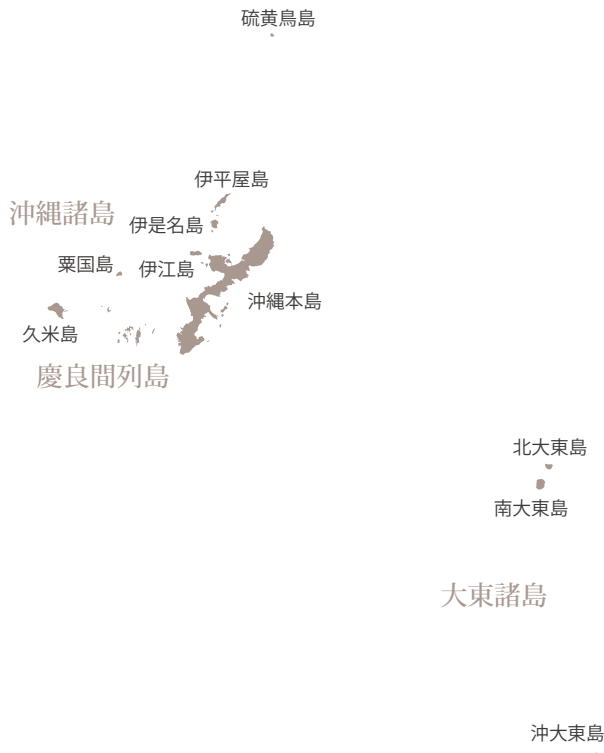 硫黄鳥島
伊平屋島
沖縄諸島
伊是名島
粟国島
伊江島
沖縄本島
久米島
慶良間列島
北大東島
南大東島
大東諸島
沖大東島